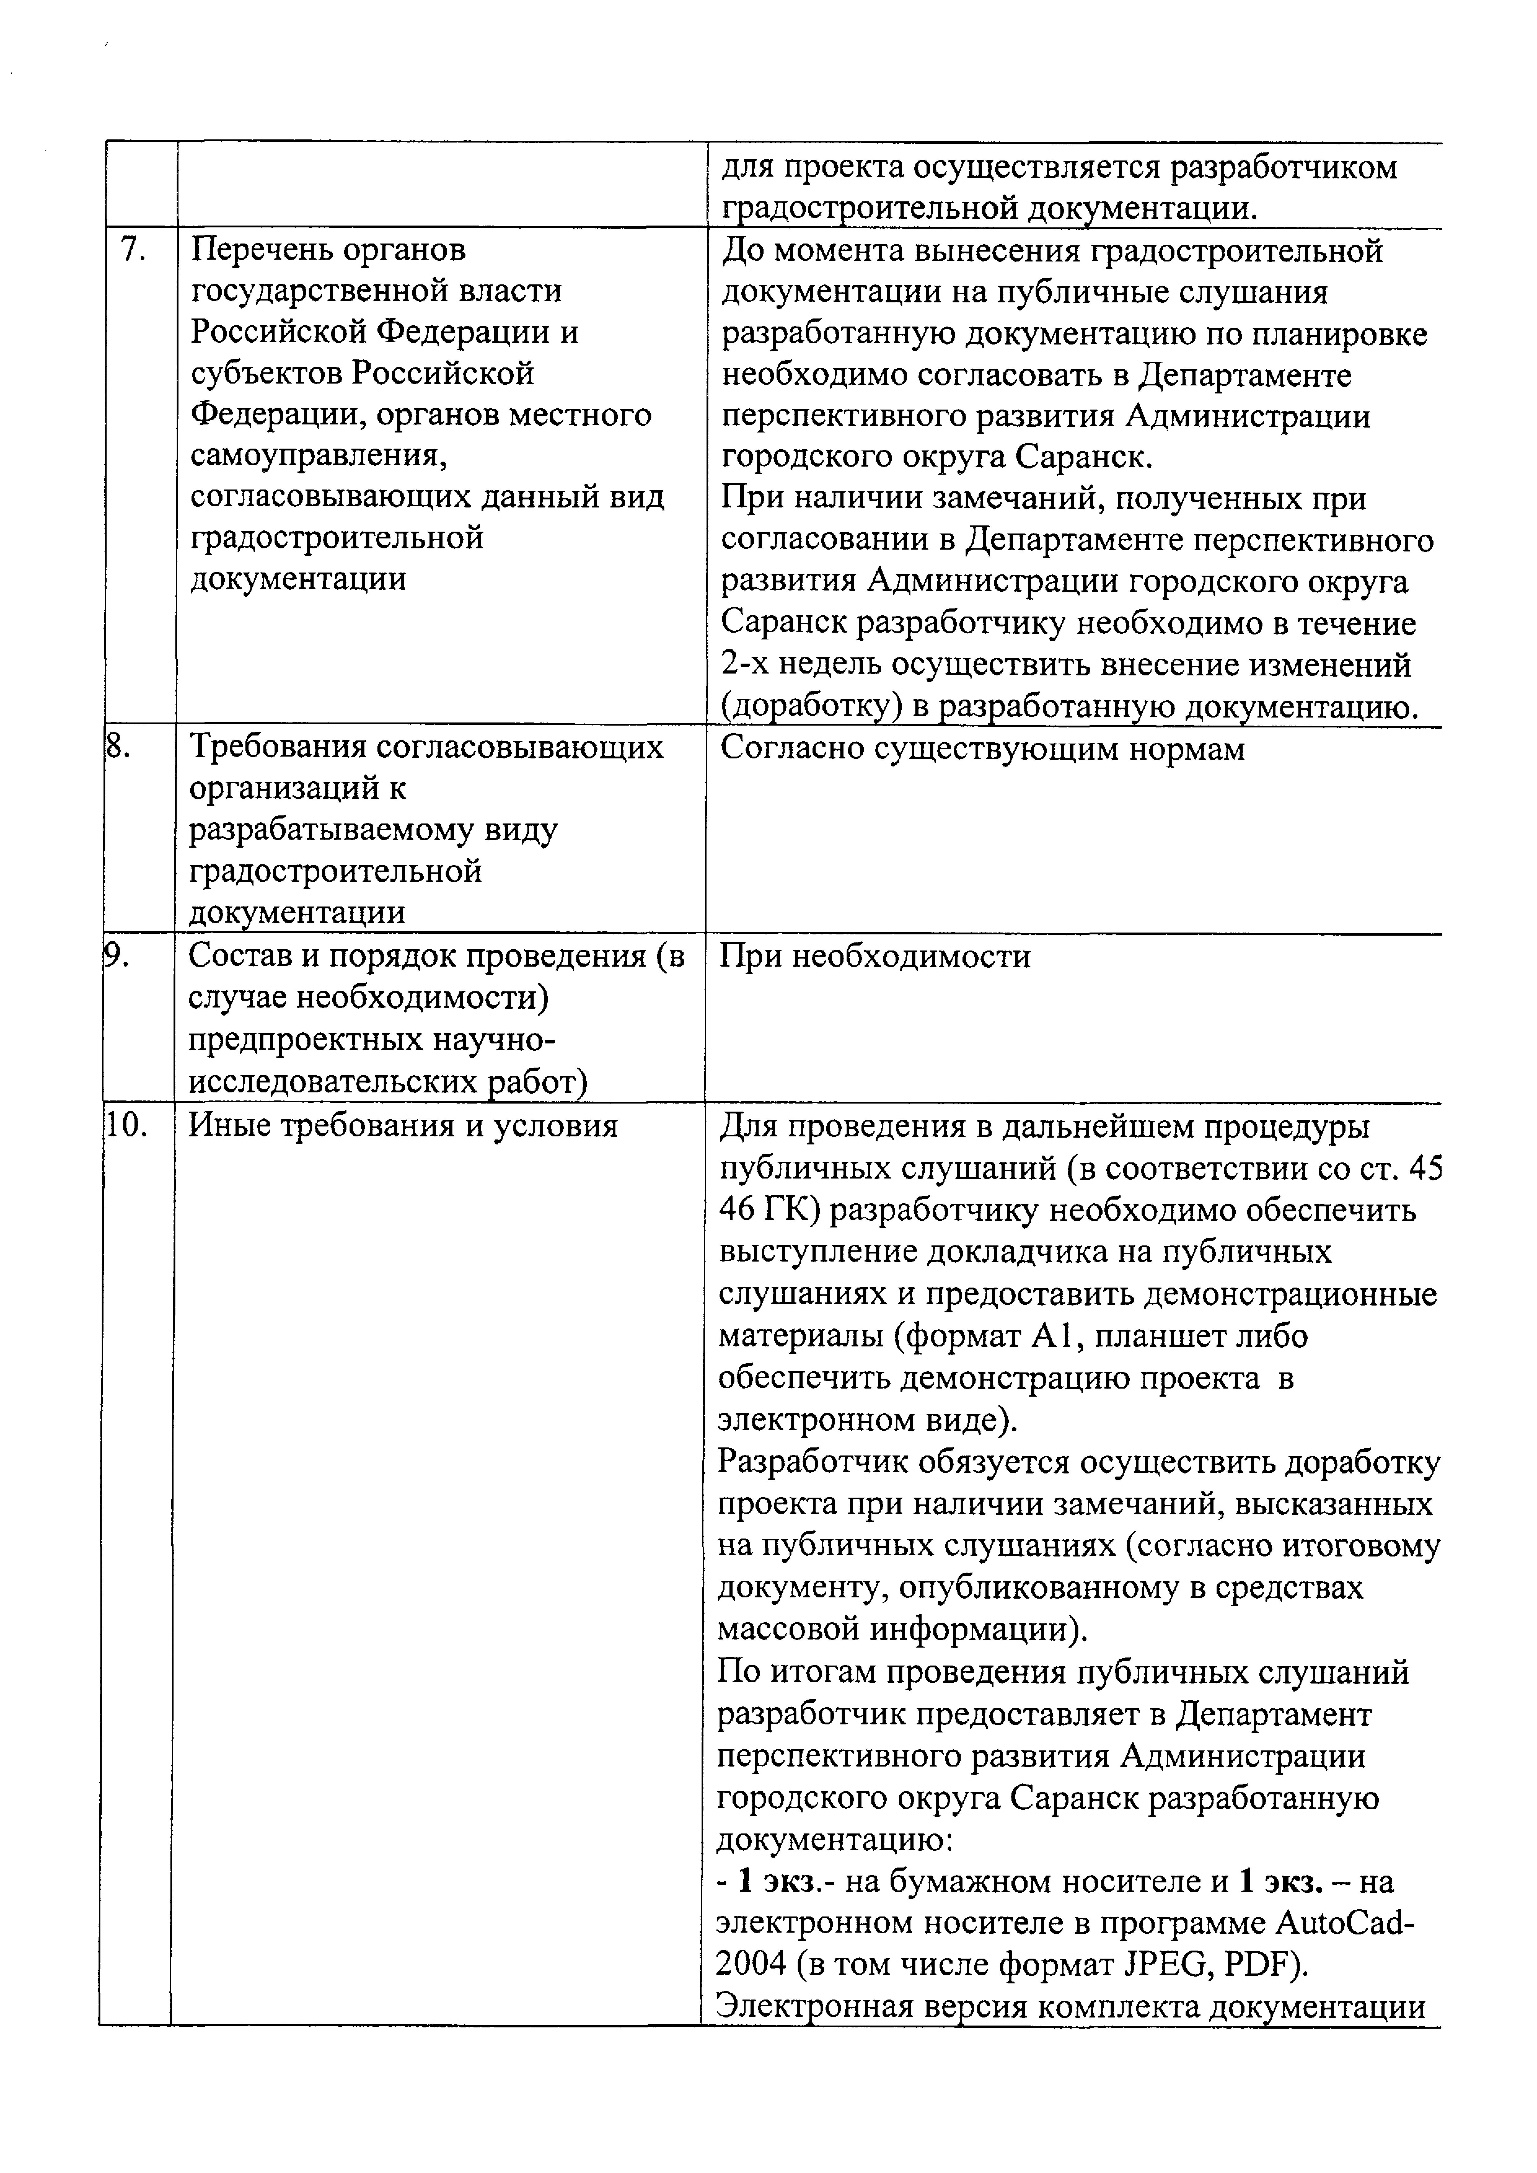 для проекта осуществляется разработчиком
градостроительной документации.
7.
Перечень органов
государственной власти
Российской Федерации и
субъектов Российской
Федерации, органов местного
самоуправления,
согласовывающих данный вид
градостроительной
документации
До момента вынесения градостроительной
документации на публичные слушания
разработанную документацию по планировке
необходимо согласовать в Департаменте
перспективного развития Администрации
городского округа Саранск.
При наличии замечаний, полученных при
согласовании в Департаменте перспективного
развития Администрации городского округа
Саранск разработчику необходимо в течение
2-х недель осуществить внесение изменений
(доработку) в разработанную документацию.
8.
Требования согласовывающих
организаций к
разрабатываемому виду
градостроительной
документации
Согласно существующим нормам
9.
Состав и порядок проведения (в
случае необходимости)
предпроектных научно-
исследовательских работ)
При необходимости
10.
Иные требования и условия
Для проведения в дальнейшем процедуры
публичных слушаний (в соответствии со ст. 45
46 ГК) разработчику необходимо обеспечить
выступление докладчика на публичных
слушаниях и предоставить демонстрационные
материалы (формат А1, планшет либо
обеспечить демонстрацию проекта  в
электронном виде).
Разработчик обязуется осуществить доработку
проекта при наличии замечаний, высказанных
на публичных слушаниях (согласно итоговому
документу, опубликованному в средствах
массовой информации).
По итогам проведения публичных слушаний
разработчик предоставляет в Департамент
перспективного развития Администрации
городского округа Саранск разработанную
документацию:
- 1 экз.- на бумажном носителе и 1 экз. – на
электронном носителе в программе AutoCad-
2004 (в том числе формат JPEG, PDF).
Электронная версия комплекта документации